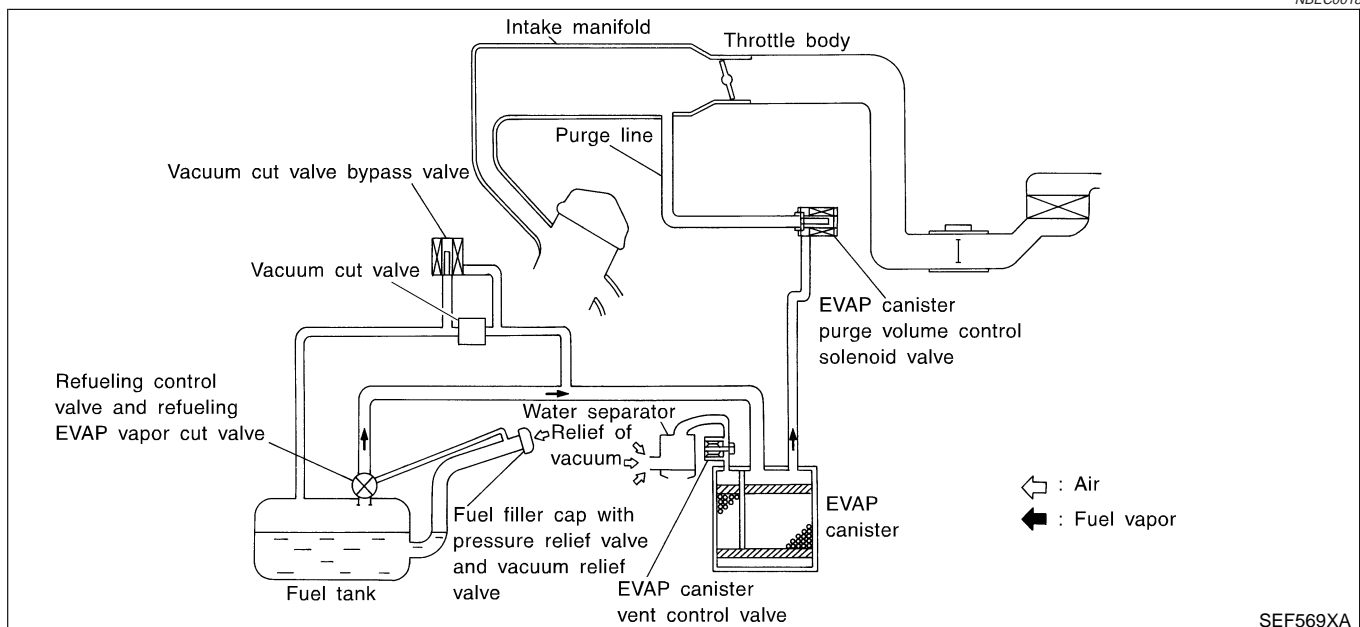 Intake manifold
Throttle body
Purge line
Vacuum cut valve bypass valve
Vacuum cut valve
EVAP canister
purge volume control
solenoid valve
Refueling control
valve and refueling
EVAP vapor cut valve
Water separator
Relief of
vacuum
Fuel filler cap with
pressure relief valve
and vacuum relief
valve
Fuel tank
EVAP canister
vent control valve
EVAP
canister
: Air
: Fuel vapor
SEF569XA